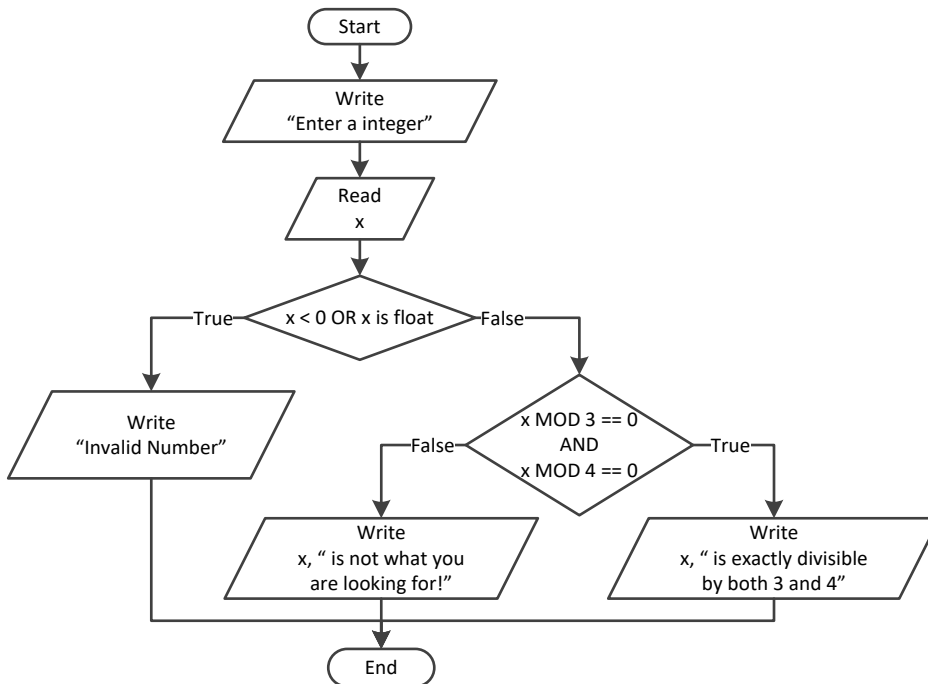 Start
Write
“Enter a integer”
Read
x
x < 0 OR x is float
True
False
Write
“Invalid Number”
x MOD 3 == 0
AND
x MOD 4 == 0
False
True
Write
x, “ is not what you
are looking for!”
Write
x, “ is exactly divisible
by both 3 and 4”
End